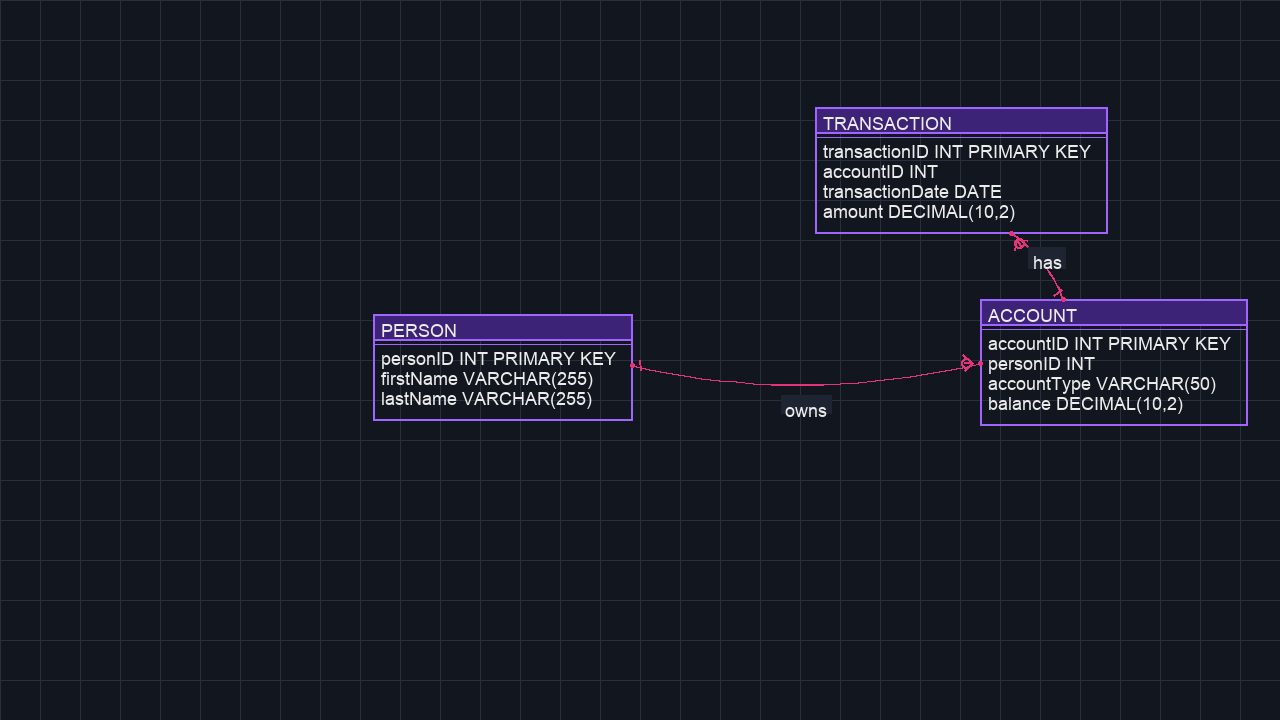 TRANSACTION
transactionID INT PRIMARY KEY
accountID INT
transactionDate DATE
amount DECIMAL(10,2)
has
PERSON
personID INT PRIMARY KEY
firstName VARCHAR(255)
lastName VARCHAR(255)
owns
ACCOUNT
accountID INT PRIMARY KEY
personID INT
accountType VARCHAR(50)
balance DECIMAL(10,2)